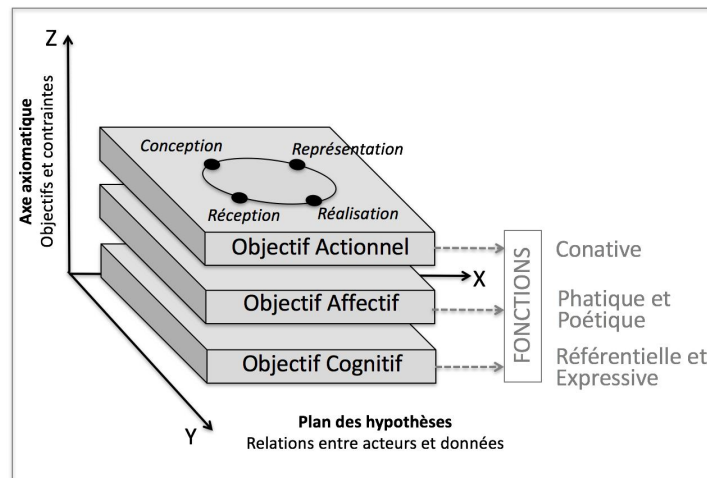 Z
Axe axiomatique
Objectifs et contraintes
Conception
Représentation
Réception
Réalisation
Objectif Actionnel
Conative
X
Objectif Affectif
Phatique et
Poétique
FONCTIONS
Objectif Cognitif
Référentielle et
Expressive
Plan des hypothèses
Relations entre acteurs et données
Y